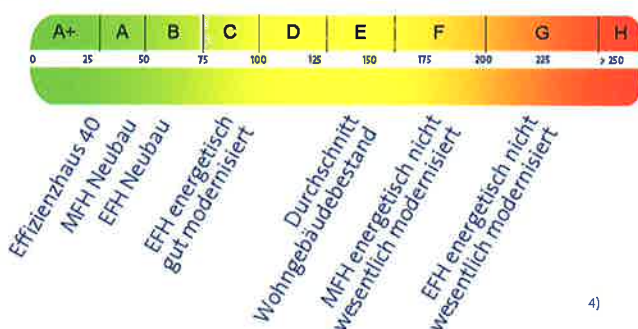 A+ A B C D E F G H
0 25 50 75 100 125 150 175 200 225 > 250
Effizienzhaus 40
MFH Neubau
EFH Neubau
EFH energetisch
gut modernisiert
Durchschnitt
Wohngebäudebestand
MFH energetisch nicht
wesentlich modernisiert
EFH energetisch nicht
wesentlich modernisiert
4)